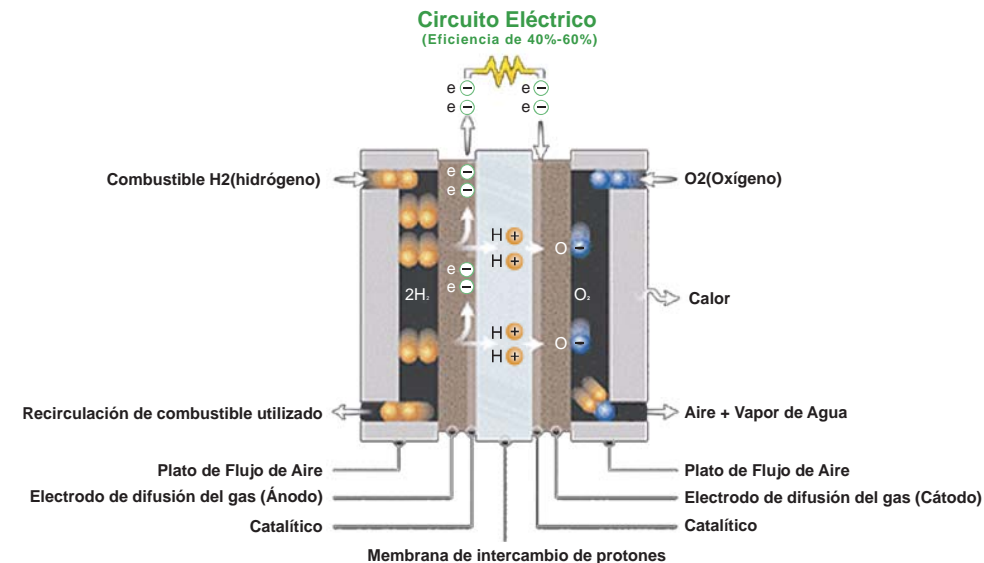 Circuito Eléctrico
(Eficiencia de 40%-60%)
e − e −
e − e −
Combustible H2(hidrógeno)
O2(Oxígeno)
e −
e −
H +
H +
O −
e −
e −
2H₂
O₂
Calor
H +
H +
O −
Recirculación de combustible utilizado
Aire + Vapor de Agua
Plato de Flujo de Aire
Plato de Flujo de Aire
Electrodo de difusión del gas (Ánodo)
Electrodo de difusión del gas (Cátodo)
Catalítico
Catalítico
Membrana de intercambio de protones